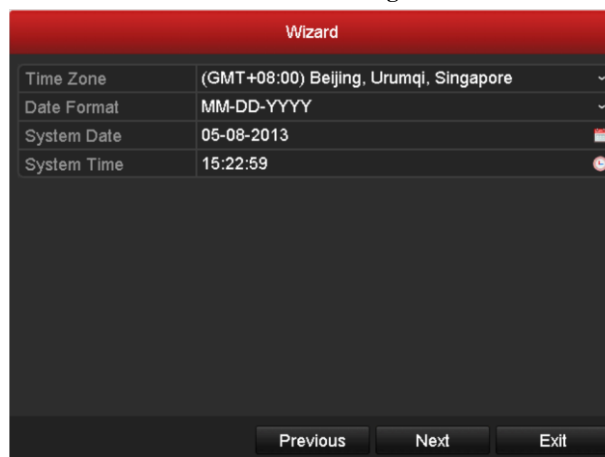 Wizard
Time Zone (GMT+08:00) Beijing, Urumqi, Singapore
Date Format MM-DD-YYYY
System Date 05-08-2013
System Time 15:22:59
Previous Next Exit